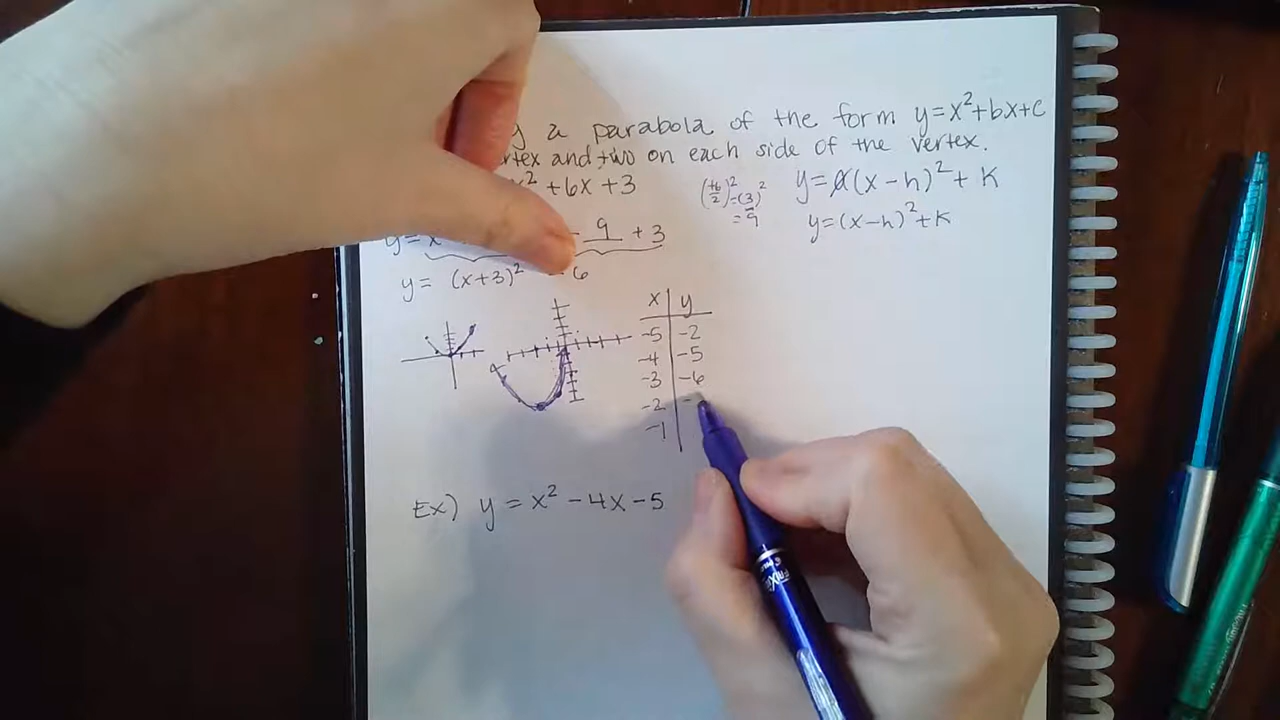 a parabola of the form y=x²+bx+c
and two on each side of the vertex.
+6x +3
(+6/2)²=(3)²
=9
y=a(x-h)²+k
y=(x-h)²+k
y=
- 9 +3
y= (x+3)² - 6
x y
-5 -2
-4 -5
-3 -6
-2 -
-1
Ex) y = x² -4x -5